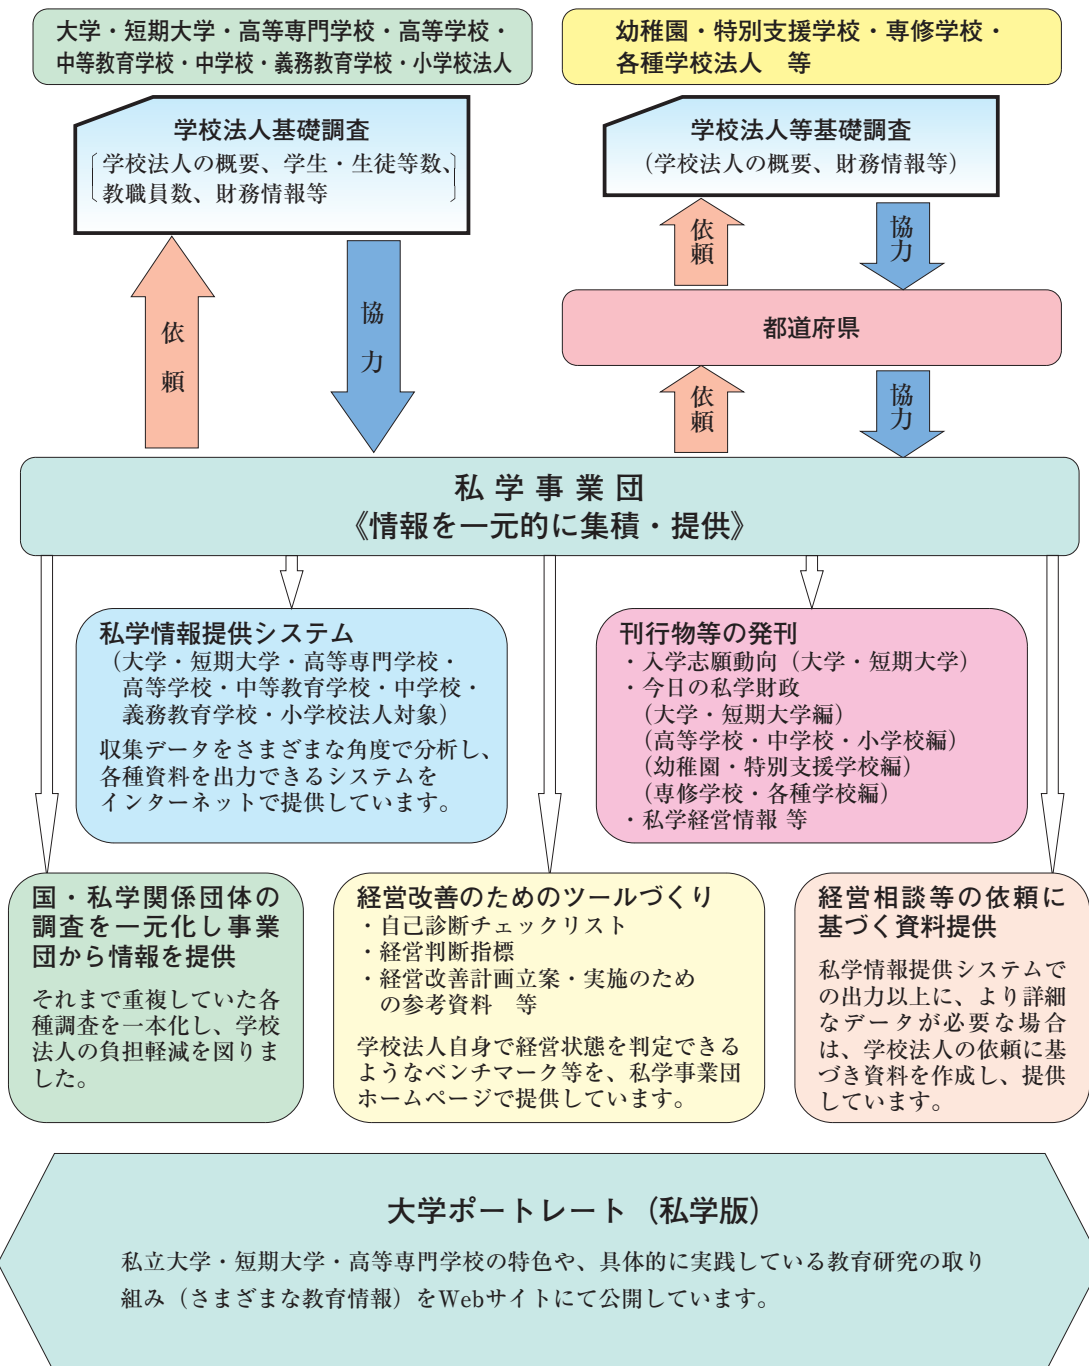 大学・短期大学・高等専門学校・高等学校・
中等教育学校・中学校・義務教育学校・小学校法人
幼稚園・特別支援学校・専修学校・
各種学校法人　等
学校法人基礎調査
学校法人の概要、学生・生徒等数、
教職員数、財務情報等
学校法人等基礎調査
（学校法人の概要、財務情報等）
依頼
協力
依頼
協力
都道府県
依頼
協力
私学事業団
《情報を一元的に集積・提供》
私学情報提供システム
（大学・短期大学・高等専門学校・
高等学校・中等教育学校・中学校・
義務教育学校・小学校法人対象）
収集データをさまざまな角度で分析し、
各種資料を出力できるシステムを
インターネットで提供しています。
刊行物等の発刊
・入学志願動向（大学・短期大学）
・今日の私学財政
（大学・短期大学編）
（高等学校・中学校・小学校編）
（幼稚園・特別支援学校編）
（専修学校・各種学校編）
・私学経営情報 等
国・私学関係団体の
調査を一元化し事業
団から情報を提供
それまで重複していた各
種調査を一本化し、学校
法人の負担軽減を図りま
した。
経営改善のためのツールづくり
・自己診断チェックリスト
・経営判断指標
・経営改善計画立案・実施のため
の参考資料　等
学校法人自身で経営状態を判定できる
ようなベンチマーク等を、私学事業団
ホームページで提供しています。
経営相談等の依頼に
基づく資料提供
私学情報提供システムで
の出力以上に、より詳細
なデータが必要な場合
は、学校法人の依頼に基
づき資料を作成し、提供
しています。
大学ポートレート（私学版）
私立大学・短期大学・高等専門学校の特色や、具体的に実践している教育研究の取り
組み（さまざまな教育情報）をWebサイトにて公開しています。